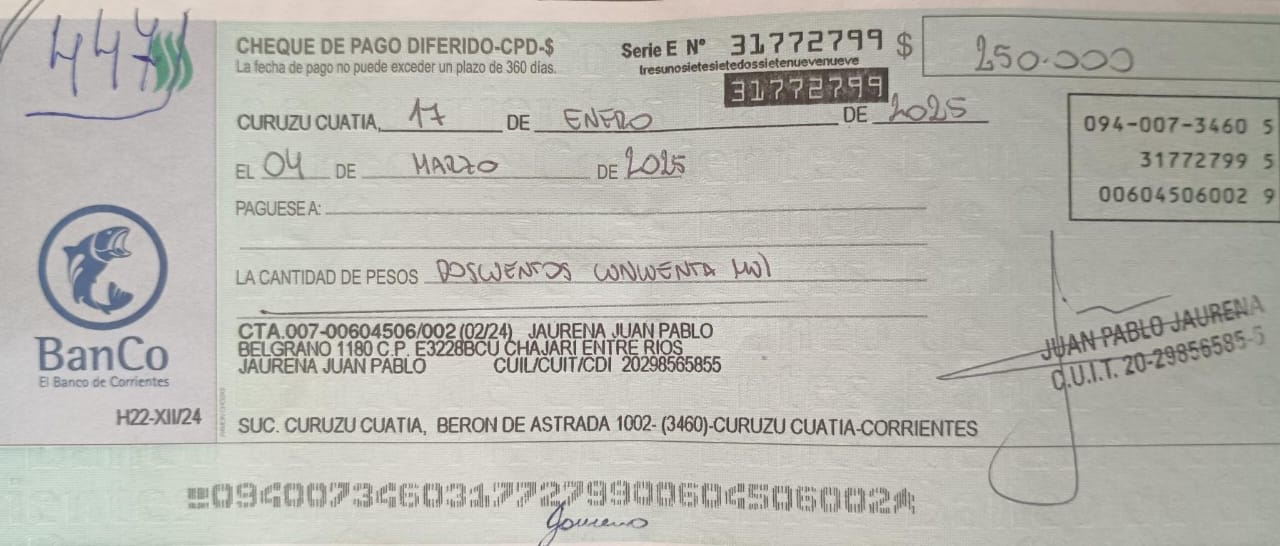 447
CHEQUE DE PAGO DIFERIDO-CPD-$
La fecha de pago no puede exceder un plazo de 360 días.
Serie E Nº 31772799 $ 250.000
tresunosietesietedossietenuevenueve
31772799
CURUZU CUATIA, 17 DE ENERO DE 2025
EL 04 DE MARZO DE 2025
094-007-3460 5
31772799 5
00604506002 9
PAGUESE A:
LA CANTIDAD DE PESOS DOSCIENTOS CINCUENTA MIL
CTA.007-00604506/002 (02/24) JAURENA JUAN PABLO
BELGRANO 1180 C.P. E3228BCU CHAJARI ENTRE RIOS
JAURENA JUAN PABLO CUIL/CUIT/CDI 20298565855
JUAN PABLO JAURENA
C.U.I.T. 20-29856585-5
BanCo
El Banco de Corrientes
H22-XII/24
SUC. CURUZU CUATIA, BERON DE ASTRADA 1002- (3460)-CURUZU CUATIA-CORRIENTES
094007346031772799006045060024